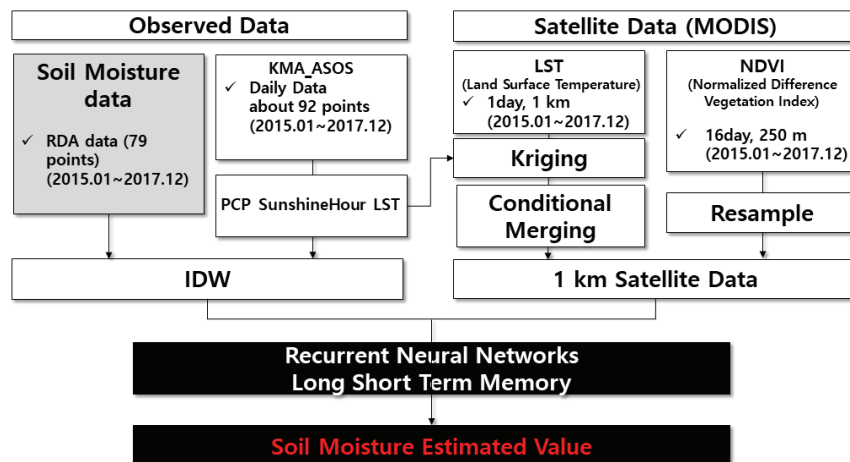 Observed Data
Soil Moisture
data
✓ RDA data (79
points)
(2015.01~2017.12)
KMA_ASOS
✓ Daily Data
about 92 points
(2015.01~2017.12)
PCP SunshineHour LST
IDW
Satellite Data (MODIS)
LST
(Land Surface Temperature)
✓ 1day, 1 km
(2015.01~2017.12)
Kriging
Conditional
Merging
NDVI
(Normalized Difference
Vegetation Index)
✓ 16day, 250 m
(2015.01~2017.12)
Resample
1 km Satellite Data
Recurrent Neural Networks
Long Short Term Memory
Soil Moisture Estimated Value